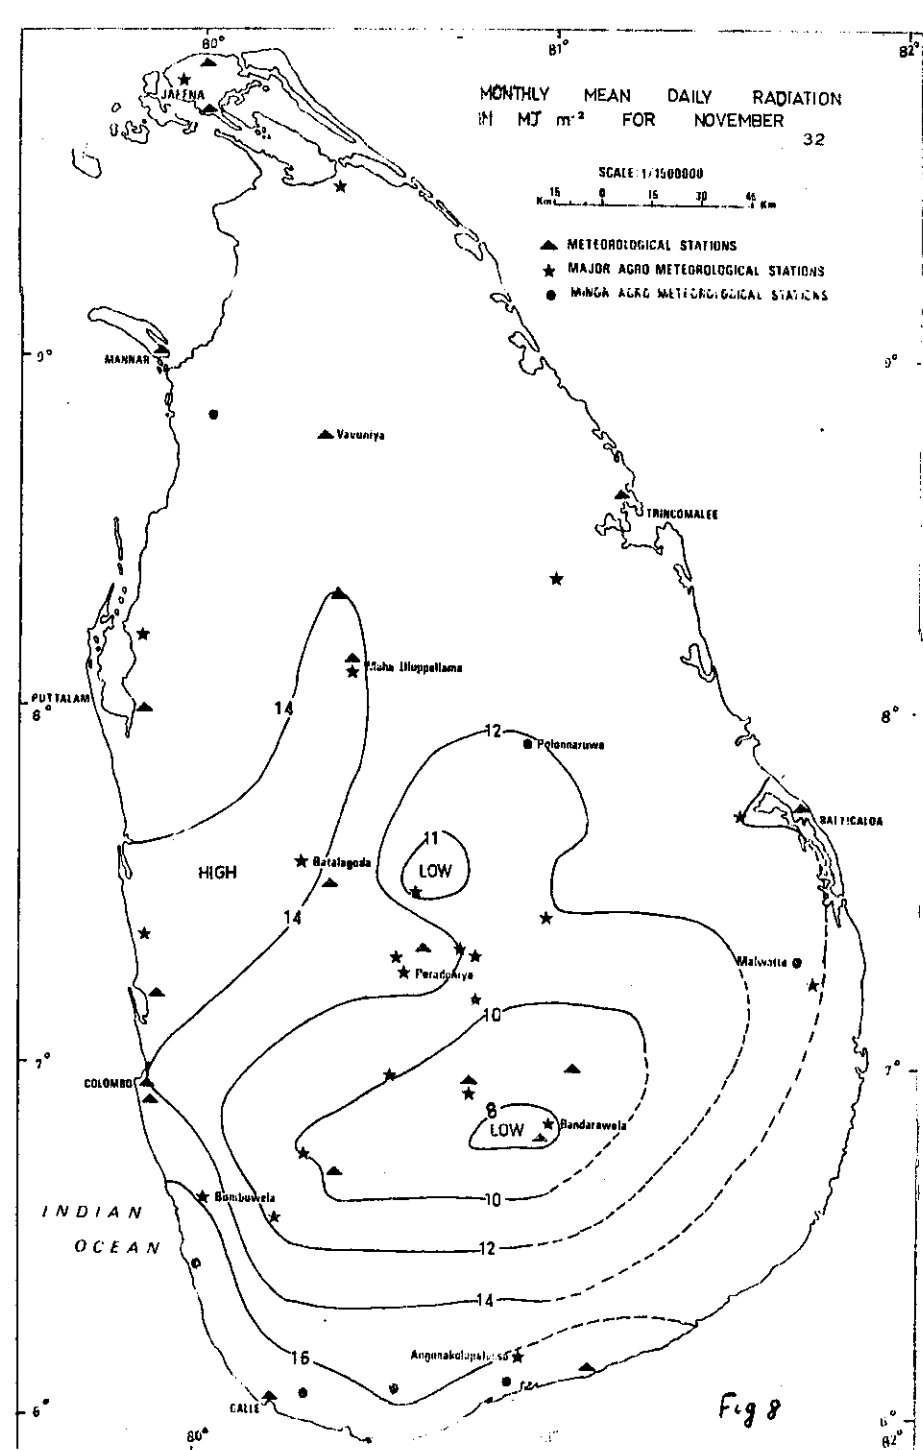 80°
81°
82°
MONTHLY MEAN DAILY RADIATION
IN MJ m⁻² FOR NOVEMBER
32
JAFFNA
SCALE: 1/1500000
Km 15 0 15 30 45 Km
METEOROLOGICAL STATIONS
MAJOR AGRO METEOROLOGICAL STATIONS
MINOR AGRO METEOROLOGICAL STATIONS
9°
9°
MANNAR
Vavuniya
TRINCOMALEE
Maha Illuppallama
PUTTALAM
14
8°
8°
12
Polonnaruwa
BATTICALOA
11
LOW
HIGH
Batalagoda
14
Malwatta
Peradeniya
10
7°
7°
COLOMBO
8
LOW
Bandarawela
10
Bombuwela
INDIAN
OCEAN
12
14
16
GALLE
Fig 8
6°
6°
80°
82°